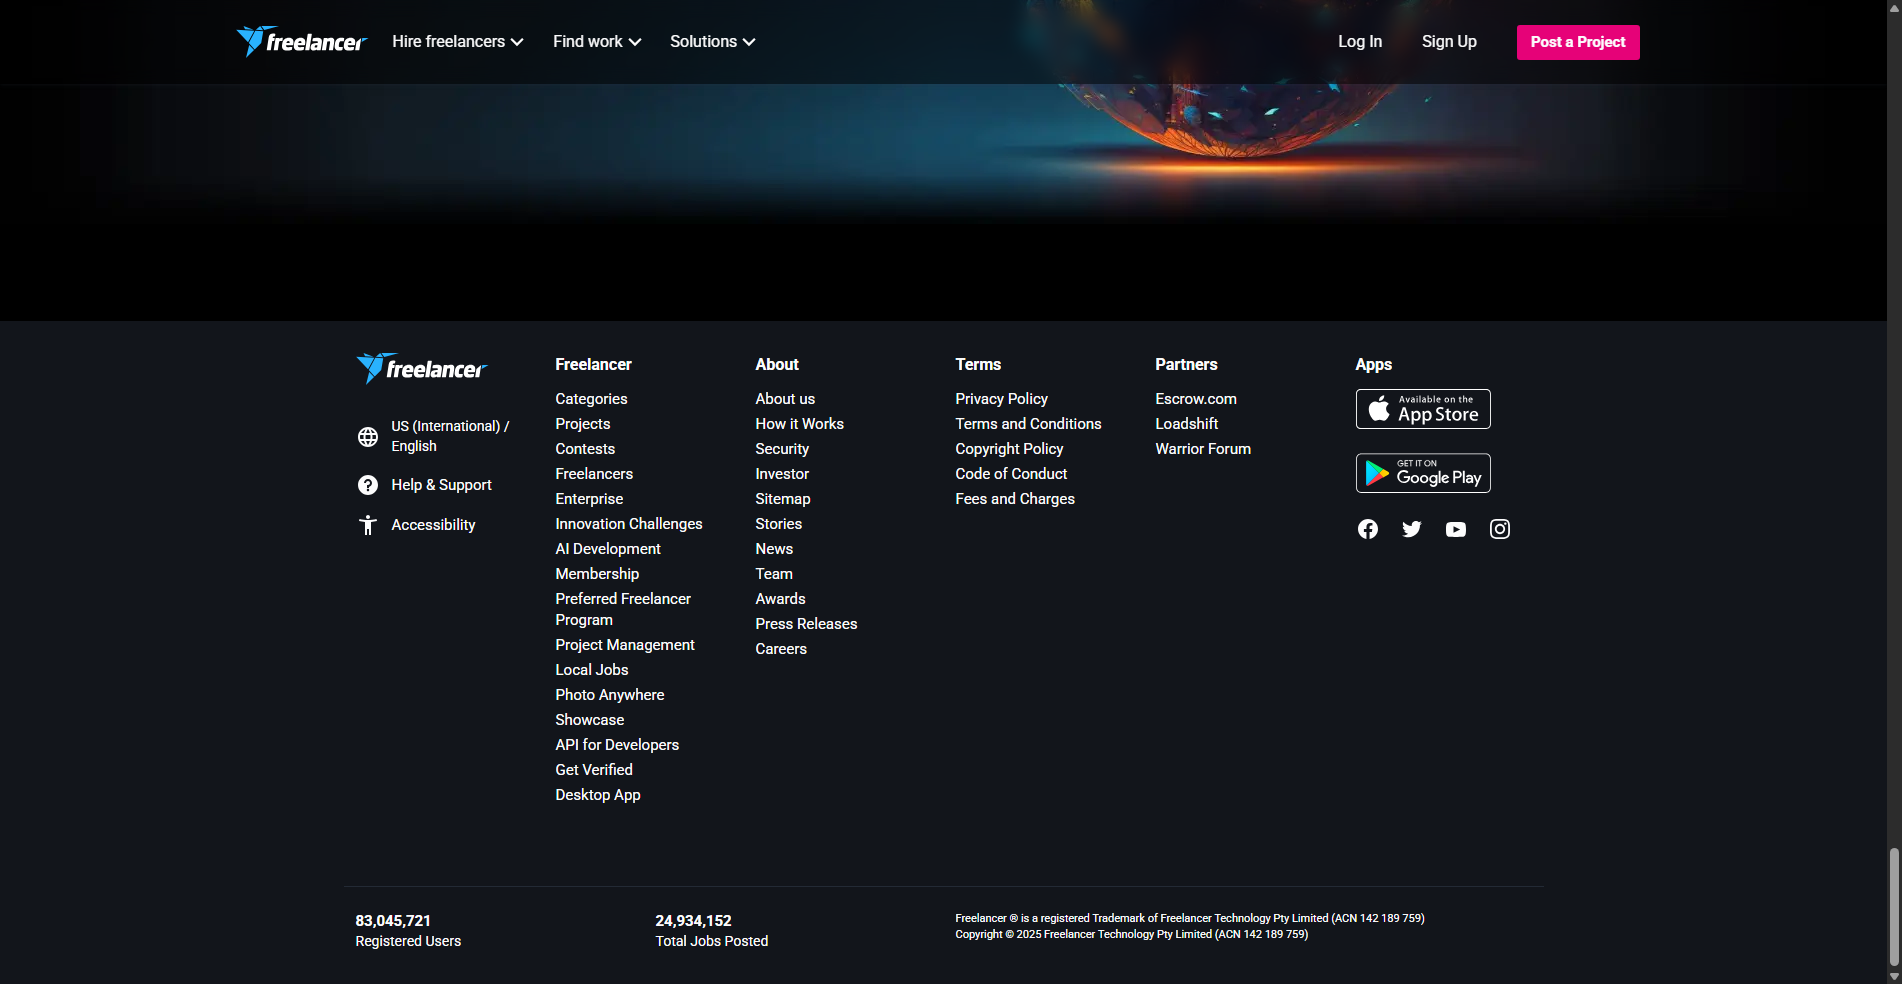 freelancer
Hire freelancers
Find work
Solutions
Log In
Sign Up
Post a Project
freelancer
US (International) /
English
Help & Support
Accessibility
Freelancer
Categories
Projects
Contests
Freelancers
Enterprise
Innovation Challenges
AI Development
Membership
Preferred Freelancer
Program
Project Management
Local Jobs
Photo Anywhere
Showcase
API for Developers
Get Verified
Desktop App
About
About us
How it Works
Security
Investor
Sitemap
Stories
News
Team
Awards
Press Releases
Careers
Terms
Privacy Policy
Terms and Conditions
Copyright Policy
Code of Conduct
Fees and Charges
Partners
Escrow.com
Loadshift
Warrior Forum
Apps
Available on the
App Store
GET IT ON
Google Play
83,045,721
Registered Users
24,934,152
Total Jobs Posted
Freelancer ® is a registered Trademark of Freelancer Technology Pty Limited (ACN 142 189 759)
Copyright © 2025 Freelancer Technology Pty Limited (ACN 142 189 759)